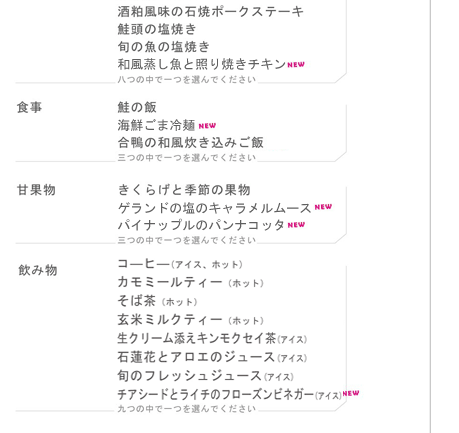 酒粕風味の石焼ポークステーキ
鮭頭の塩焼き
旬の魚の塩焼き
和風蒸し魚と照り焼きチキン NEW
八つの中で一つを選んでください
食事 鮭の飯
海鮮ごま冷麺 NEW
合鴨の和風炊き込みご飯
三つの中で一つを選んでください
甘果物 きくらげと季節の果物
ゲランドの塩のキャラメルムース NEW
パイナップルのパンナコッタ NEW
三つの中で一つを選んでください
飲み物 コーヒー(アイス、ホット)
カモミールティー（ホット）
そば茶（ホット）
玄米ミルクティー（ホット）
生クリーム添えキンモクセイ茶(アイス)
石蓮花とアロエのジュース(アイス)
旬のフレッシュジュース(アイス)
チアシードとライチのフローズンビネガー(アイス) NEW
九つの中で一つを選んでください